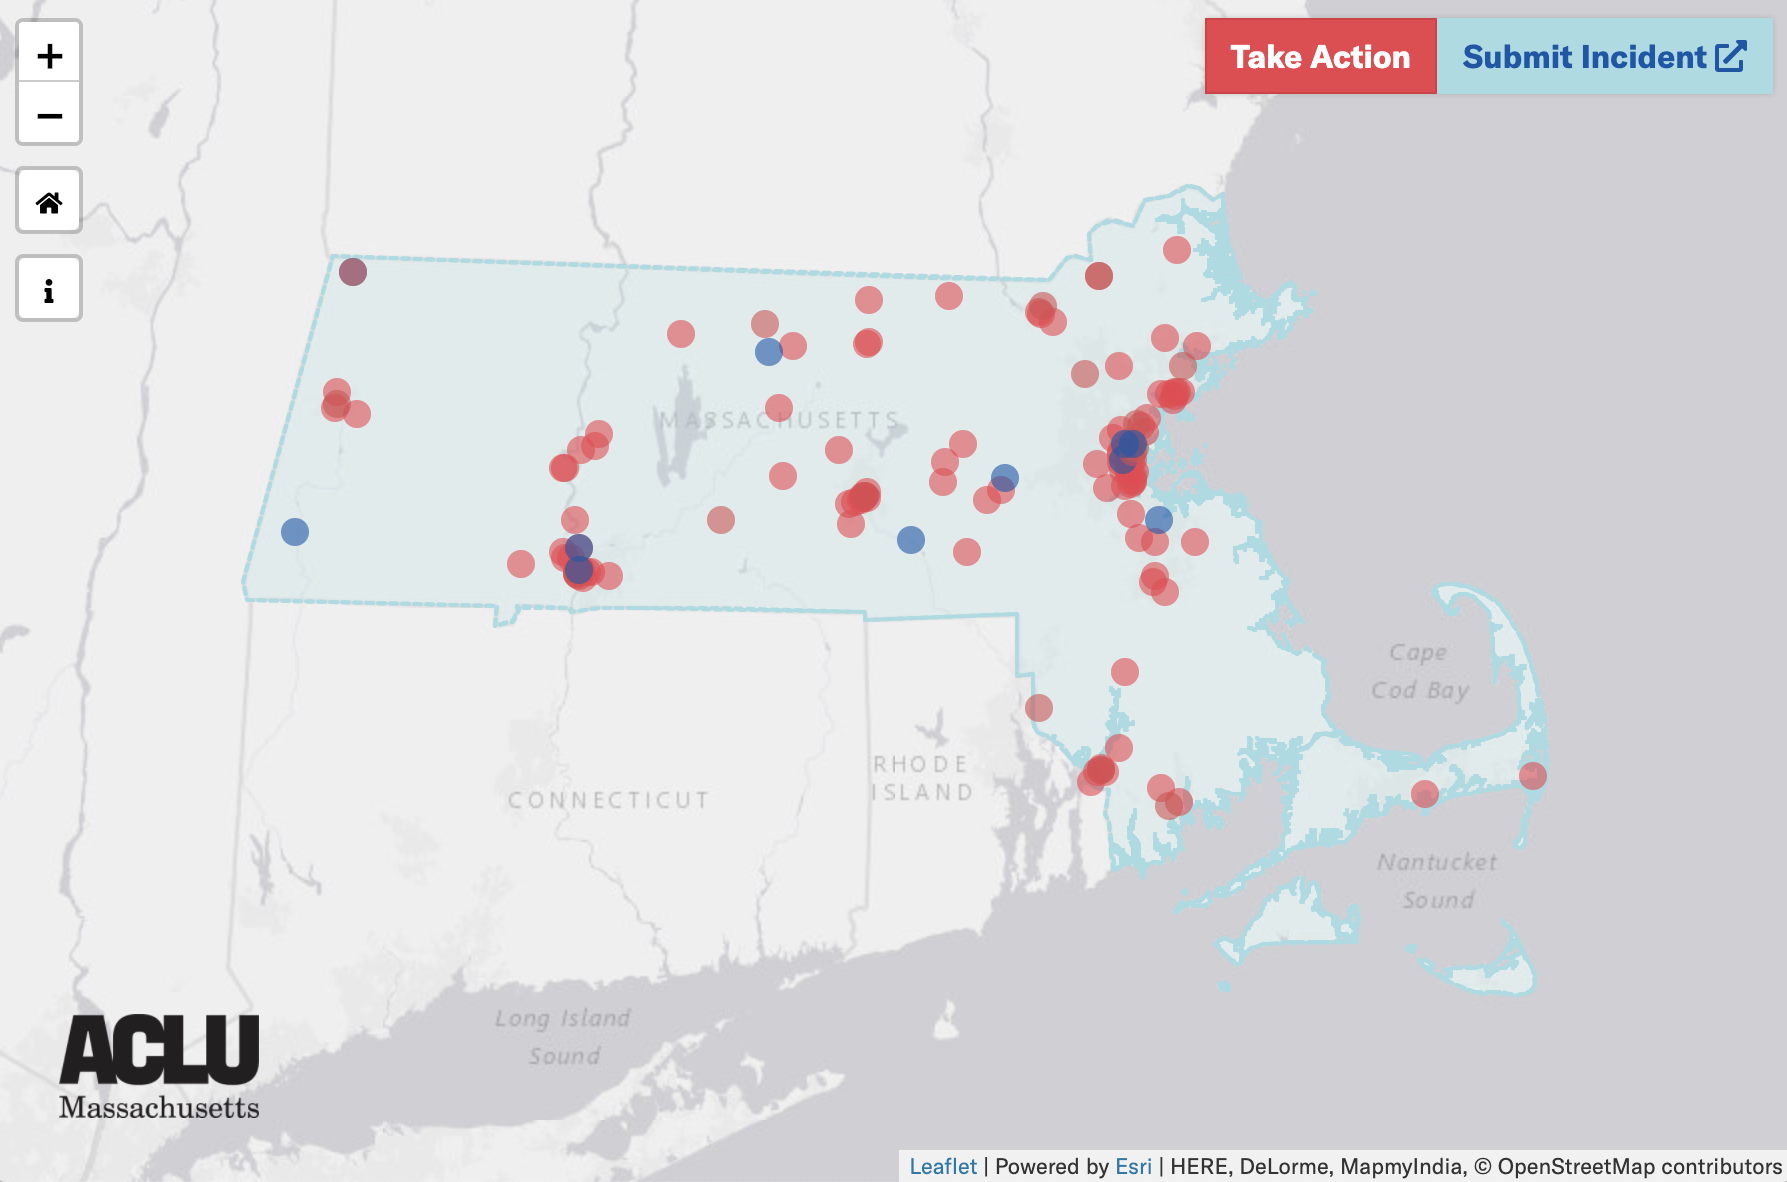 +
Take Action
Submit Incident
−
i
MASSACHUSETTS
Cape
Cod Bay
RHODE
ISLAND
CONNECTICUT
Nantucket
Sound
Long Island
Sound
ACLU
Massachusetts
Leaflet | Powered by Esri | HERE, DeLorme, MapmyIndia, © OpenStreetMap contributors